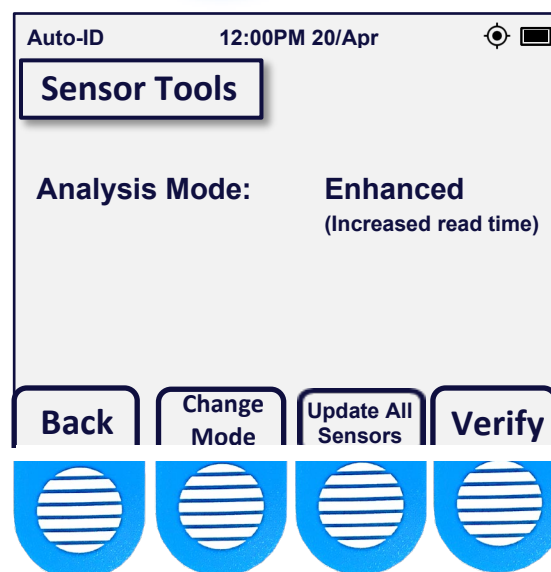 Auto-ID 12:00PM 20/Apr
Sensor Tools
Analysis Mode: Enhanced
(Increased read time)
Back Change Mode Update All Sensors Verify